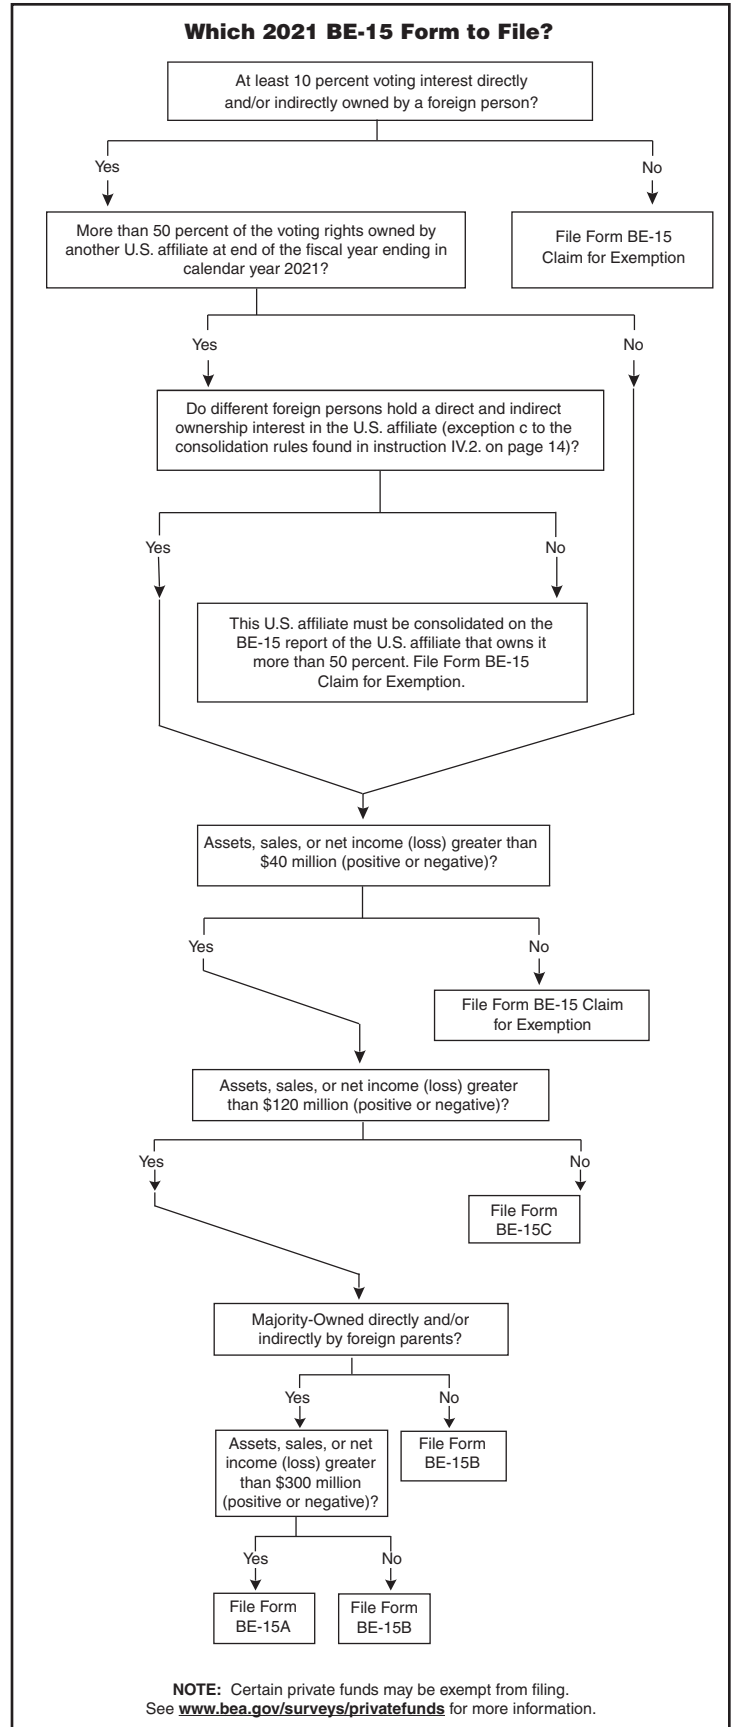 Which 2021 BE-15 Form to File?
At least 10 percent voting interest directly
and/or indirectly owned by a foreign person?
Yes
No
More than 50 percent of the voting rights owned by
another U.S. affiliate at end of the fiscal year ending in
calendar year 2021?
File Form BE-15
Claim for Exemption
Yes
No
Do different foreign persons hold a direct and indirect
ownership interest in the U.S. affiliate (exception c to the
consolidation rules found in instruction IV.2. on page 14)?
Yes
No
This U.S. affiliate must be consolidated on the
BE-15 report of the U.S. affiliate that owns it
more than 50 percent. File Form BE-15
Claim for Exemption.
Assets, sales, or net income (loss) greater than
$40 million (positive or negative)?
Yes
No
File Form BE-15 Claim
for Exemption
Assets, sales, or net income (loss) greater
than $120 million (positive or negative)?
Yes
No
File Form
BE-15C
Majority-Owned directly and/or
indirectly by foreign parents?
Yes
No
Assets, sales, or net
income (loss) greater
than $300 million
(positive or negative)?
File Form
BE-15B
Yes
No
File Form
BE-15A
File Form
BE-15B
NOTE: Certain private funds may be exempt from filing.
See www.bea.gov/surveys/privatefunds for more information.